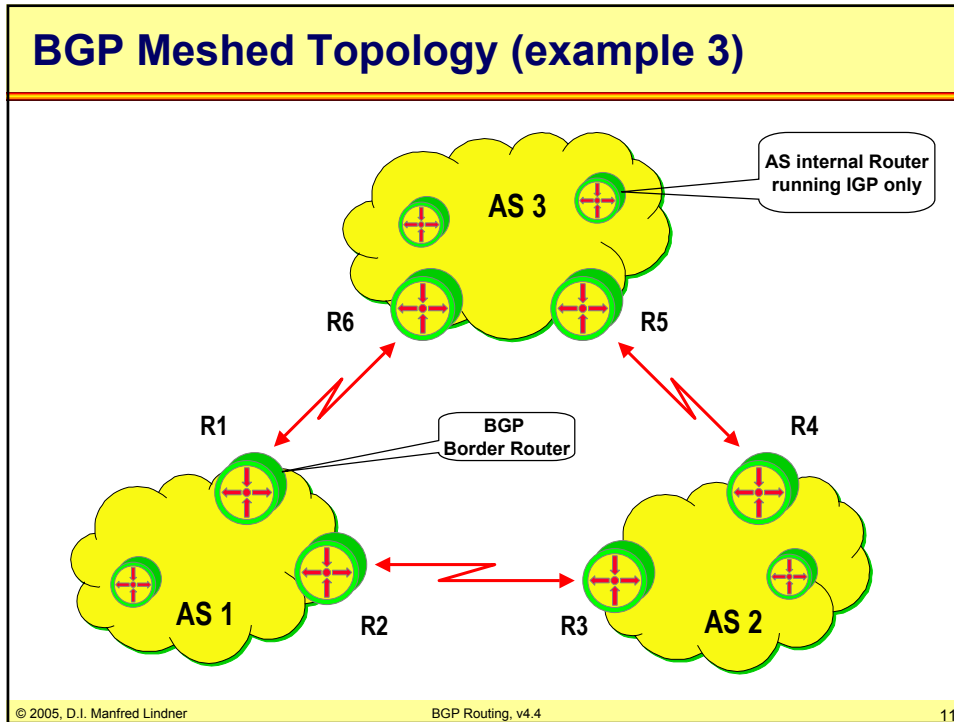 BGP Meshed Topology (example 3)
AS internal Router
running IGP only
AS 3
R6
R5
R1
BGP
Border Router
R4
AS 1
R2
R3
AS 2
© 2005, D.I. Manfred Lindner
BGP Routing, v4.4
11